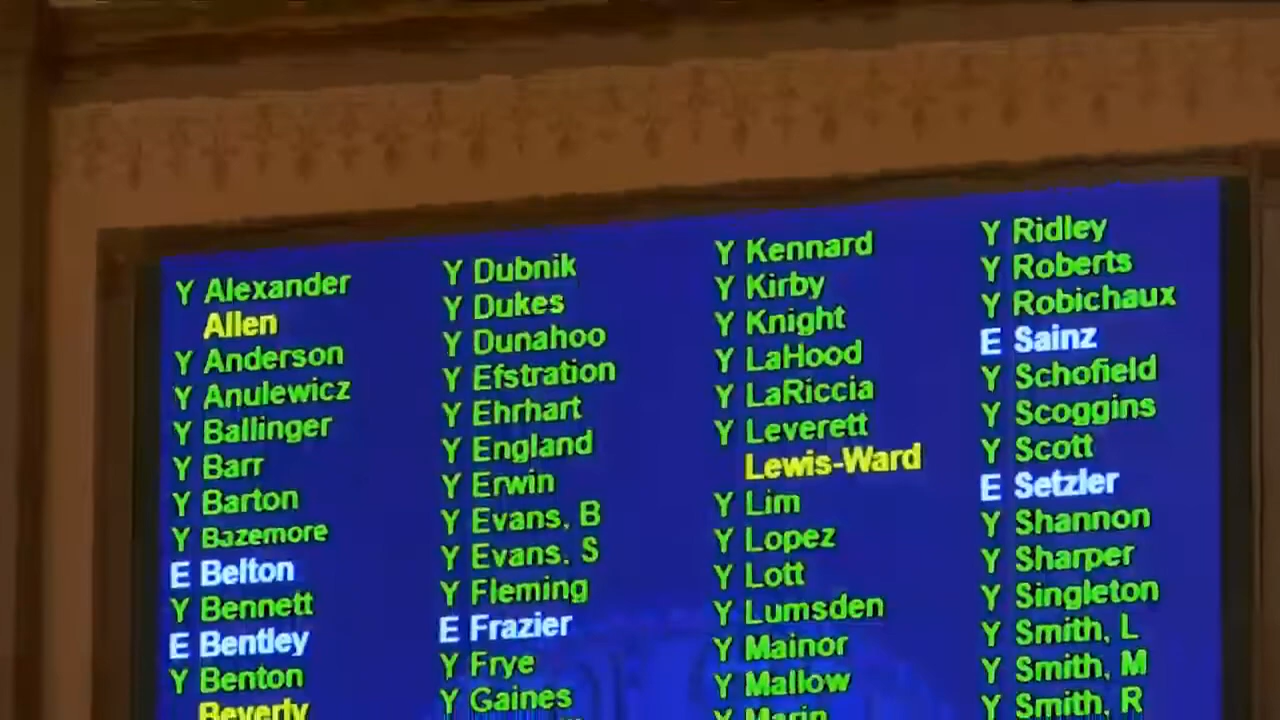 Y Alexander
Allen
Y Anderson
Y Anulewicz
Y Ballinger
Y Barr
Y Barton
Y Bazemore
E Belton
Y Bennett
E Bentley
Y Benton
Beverly
Y Dubnik
Y Dukes
Y Dunahoo
Y Efstration
Y Ehrhart
Y England
Y Erwin
Y Evans, B
Y Evans, S
Y Fleming
E Frazier
Y Frye
Y Gaines
Y Kennard
Y Kirby
Y Knight
Y LaHood
Y LaRiccia
Y Leverett
Lewis-Ward
Y Lim
Y Lopez
Y Lott
Y Lumsden
Y Mainor
Y Mallow
Y Marin
Y Ridley
Y Roberts
Y Robichaux
E Sainz
Y Schofield
Y Scoggins
Y Scott
E Setzler
Y Shannon
Y Sharper
Y Singleton
Y Smith, L
Y Smith, M
Y Smith, R